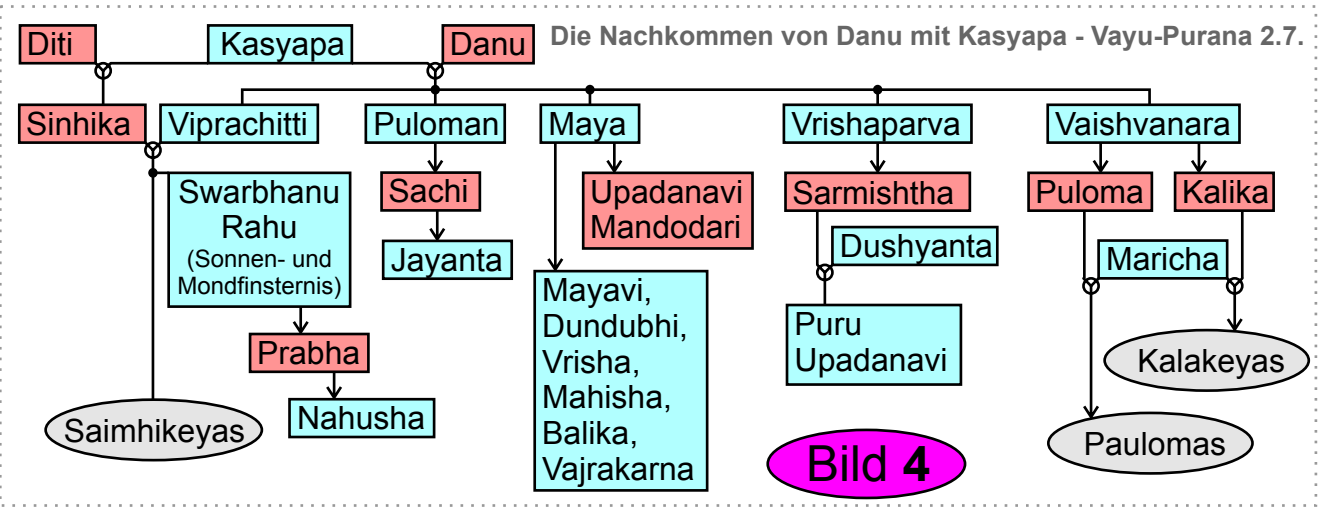 Die Nachkommen von Danu mit Kasyapa - Vayu-Purana 2.7.
Diti
Kasyapa
Danu
Sinhika
Viprachitti
Puloman
Maya
Vrishaparva
Vaishvanara
Swarbhanu
Rahu
(Sonnen- und
Mondfinsternis)
Sachi
Upadanavi
Mandodari
Sarmishtha
Puloma
Kalika
Jayanta
Dushyanta
Maricha
Mayavi,
Dundubhi,
Vrisha,
Mahisha,
Balika,
Vajrakarna
Puru
Upadanavi
Prabha
Kalakeyas
Nahusha
Saimhikeyas
Paulomas
Bild 4